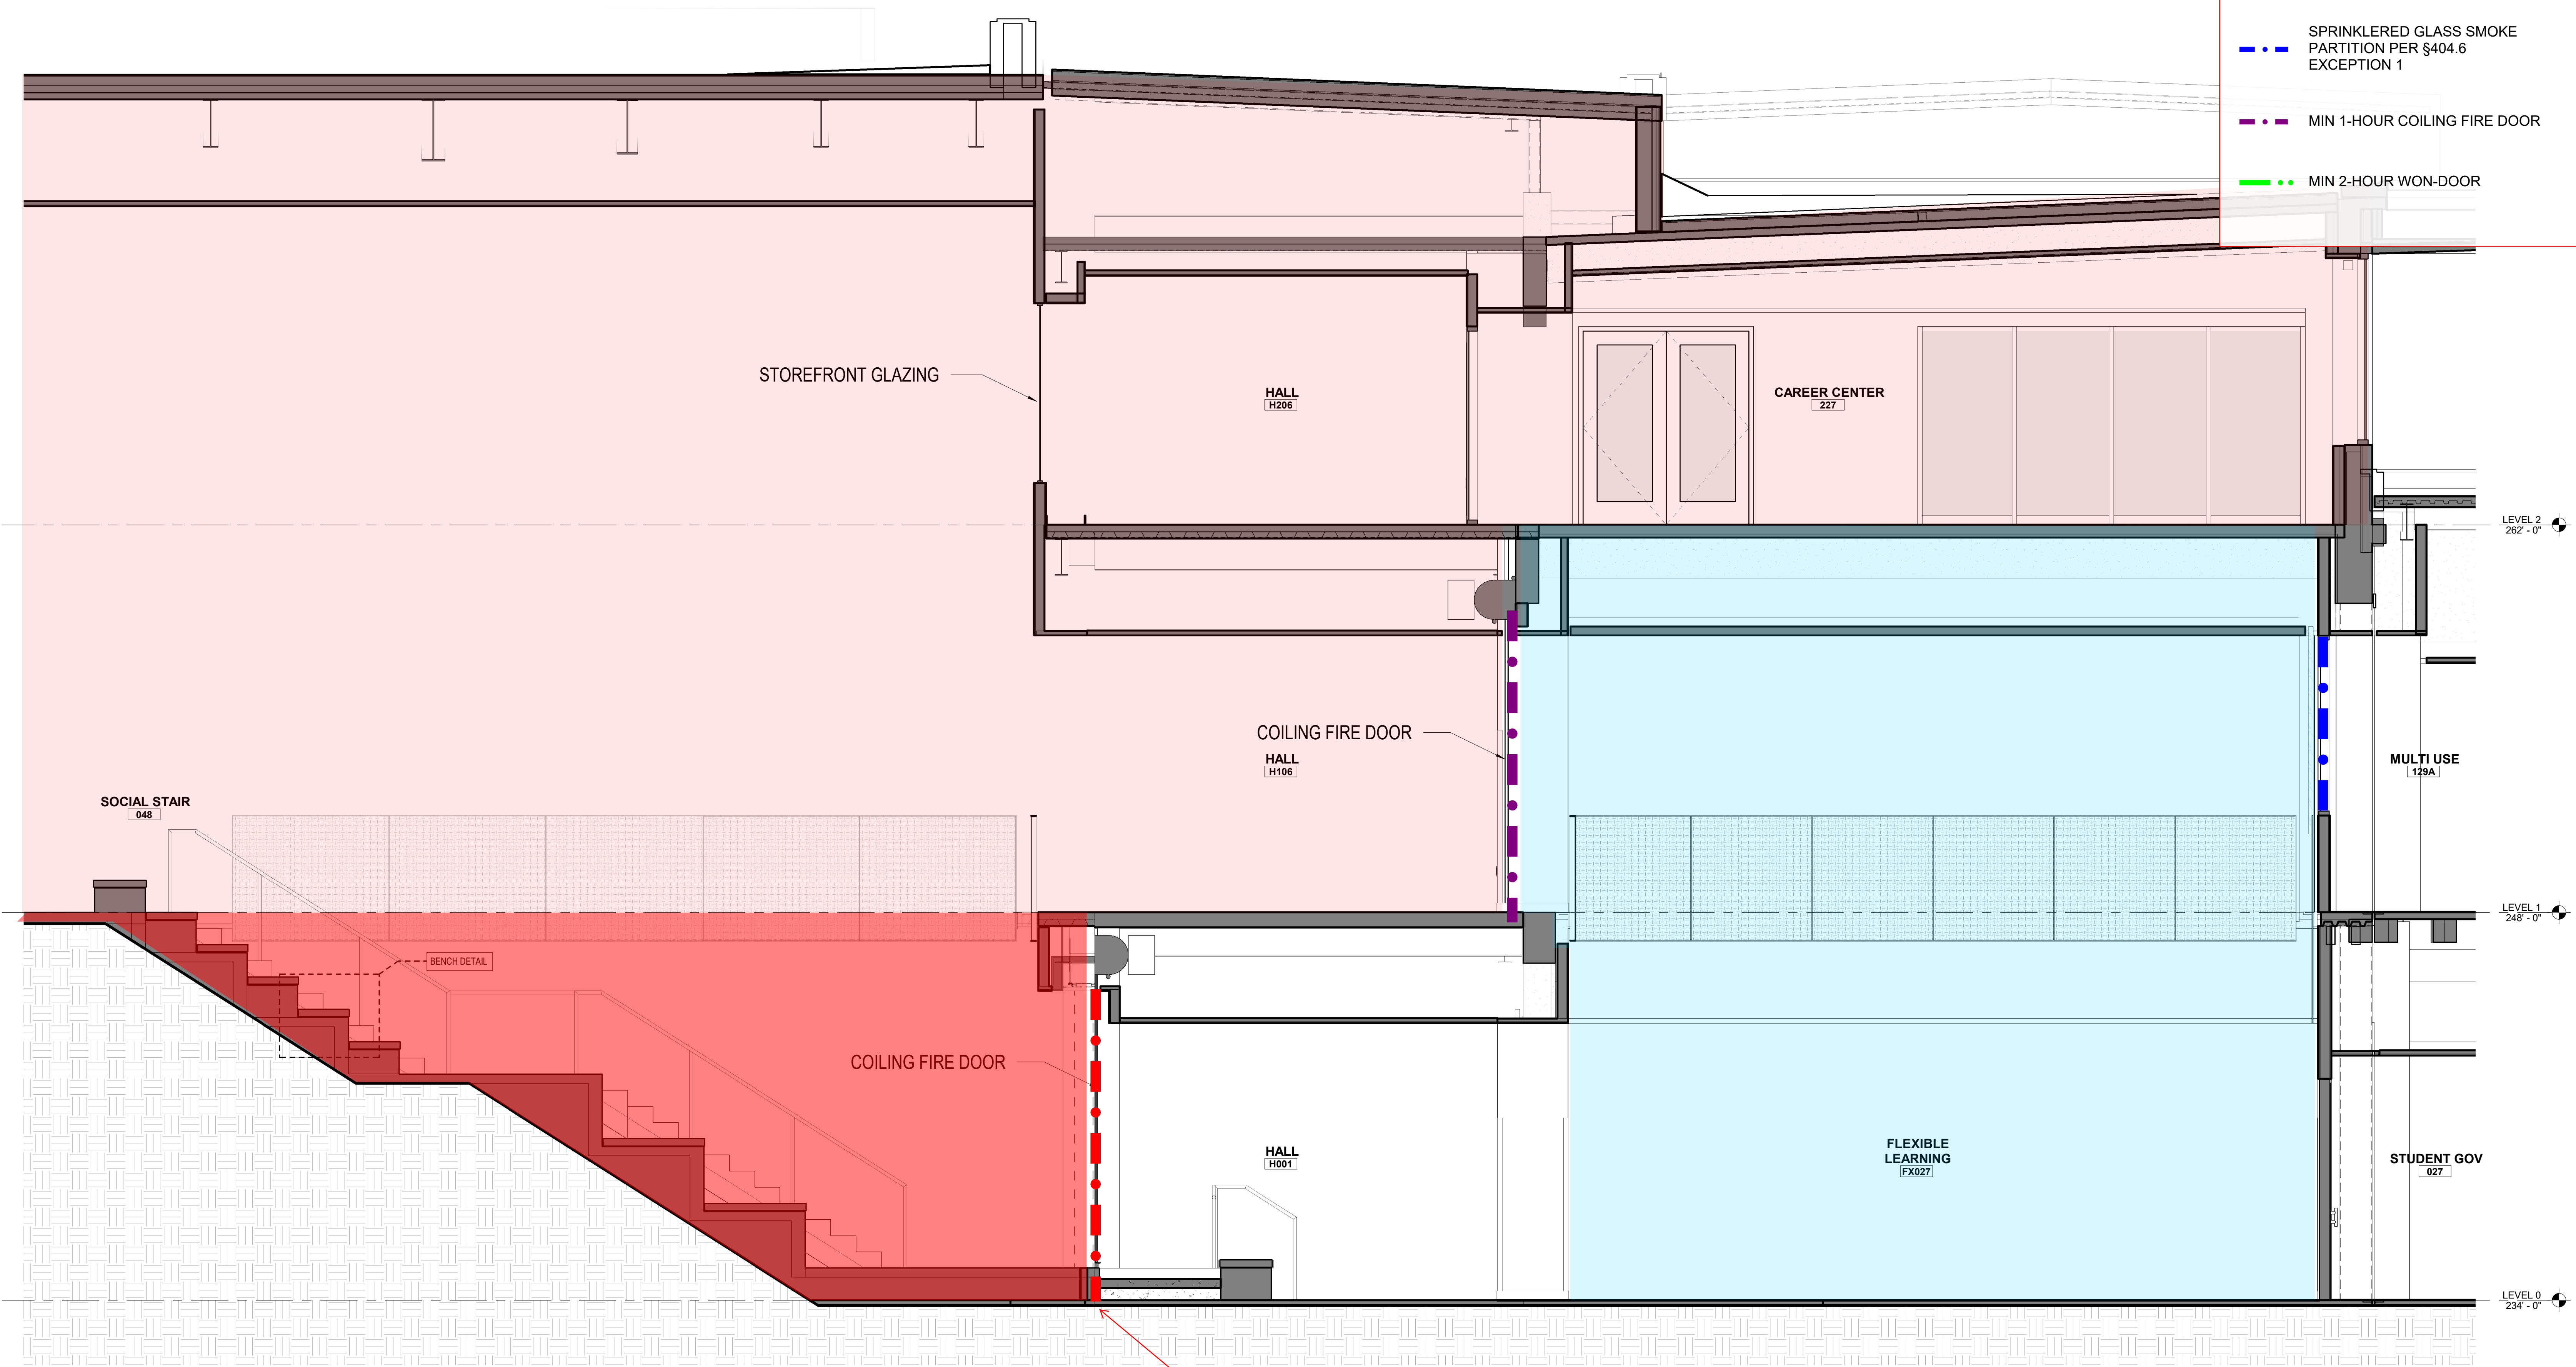 SPRINKLERED GLASS SMOKE
PARTITION PER §404.6
EXCEPTION 1
MIN 1-HOUR COILING FIRE DOOR
MIN 2-HOUR WON-DOOR
STOREFRONT GLAZING
HALL
H206
CAREER CENTER
227
LEVEL 2
262' - 0"
COILING FIRE DOOR
HALL
H106
MULTI USE
129A
SOCIAL STAIR
048
LEVEL 1
248' - 0"
BENCH DETAIL
COILING FIRE DOOR
HALL
H001
FLEXIBLE
LEARNING
FX027
STUDENT GOV
027
LEVEL 0
234' - 0"